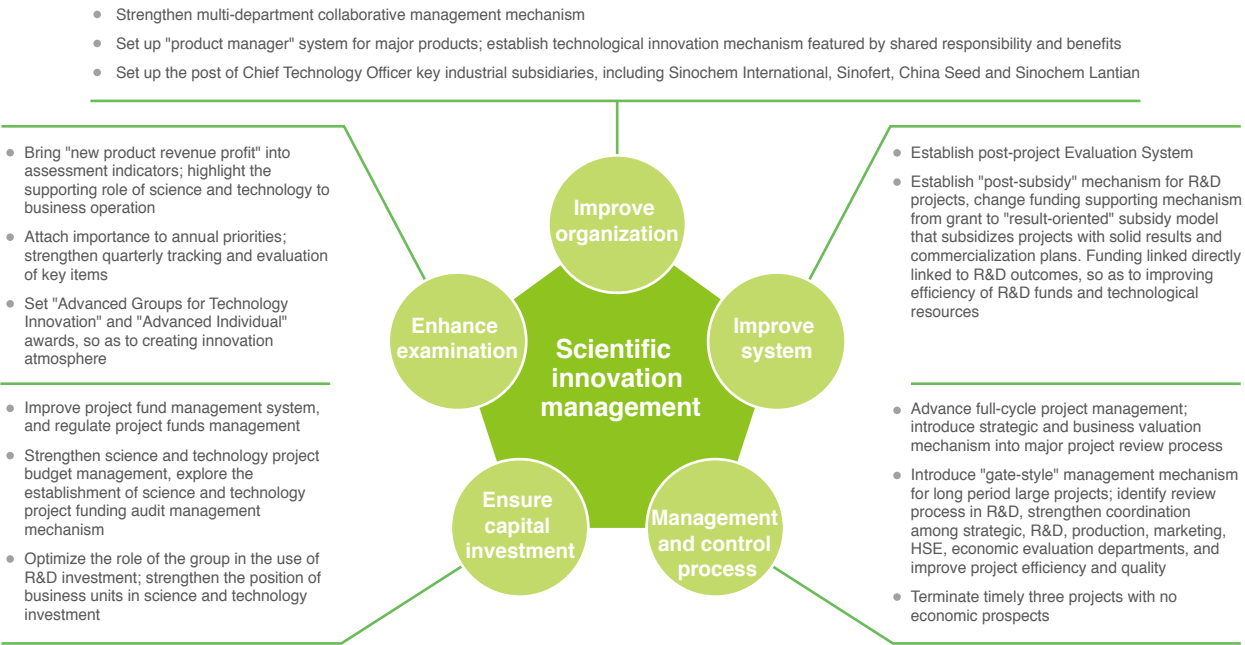 Strengthen multi-department collaborative management mechanism
Set up "product manager" system for major products; establish technological innovation mechanism featured by shared responsibility and benefits
Set up the post of Chief Technology Officer key industrial subsidiaries, including Sinochem International, Sinofert, China Seed and Sinochem Lantian
Bring "new product revenue profit" into
assessment indicators; highlight the
supporting role of science and technology to
business operation
Attach importance to annual priorities;
strengthen quarterly tracking and evaluation
of key items
Set "Advanced Groups for Technology
Innovation" and "Advanced Individual"
awards, so as to creating innovation
atmosphere
Improve project fund management system,
and regulate project funds management
Strengthen science and technology project
budget management, explore the
establishment of science and technology
project funding audit management
mechanism
Optimize the role of the group in the use of
R&D investment; strengthen the position of
business units in science and technology
investment
Improve
organization
Enhance
examination
Improve
system
Scientific
innovation
management
Ensure
capital
investment
Management
and control
process
Establish post-project Evaluation System
Establish "post-subsidy" mechanism for R&D
projects, change funding supporting mechanism
from grant to "result-oriented" subsidy model
that subsidizes projects with solid results and
commercialization plans. Funding linked directly
linked to R&D outcomes, so as to improving
efficiency of R&D funds and technological
resources
Advance full-cycle project management;
introduce strategic and business valuation
mechanism into major project review process
Introduce "gate-style" management mechanism
for long period large projects; identify review
process in R&D, strengthen coordination
among strategic, R&D, production, marketing,
HSE, economic evaluation departments, and
improve project efficiency and quality
Terminate timely three projects with no
economic prospects